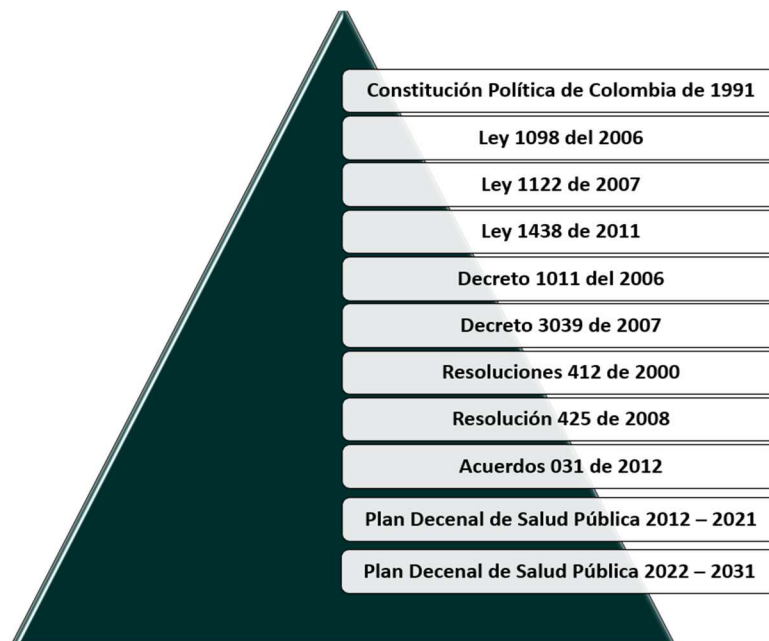 Constitución Política de Colombia de 1991
Ley 1098 del 2006
Ley 1122 de 2007
Ley 1438 de 2011
Decreto 1011 del 2006
Decreto 3039 de 2007
Resoluciones 412 de 2000
Resolución 425 de 2008
Acuerdos 031 de 2012
Plan Decenal de Salud Pública 2012 – 2021
Plan Decenal de Salud Pública 2022 – 2031